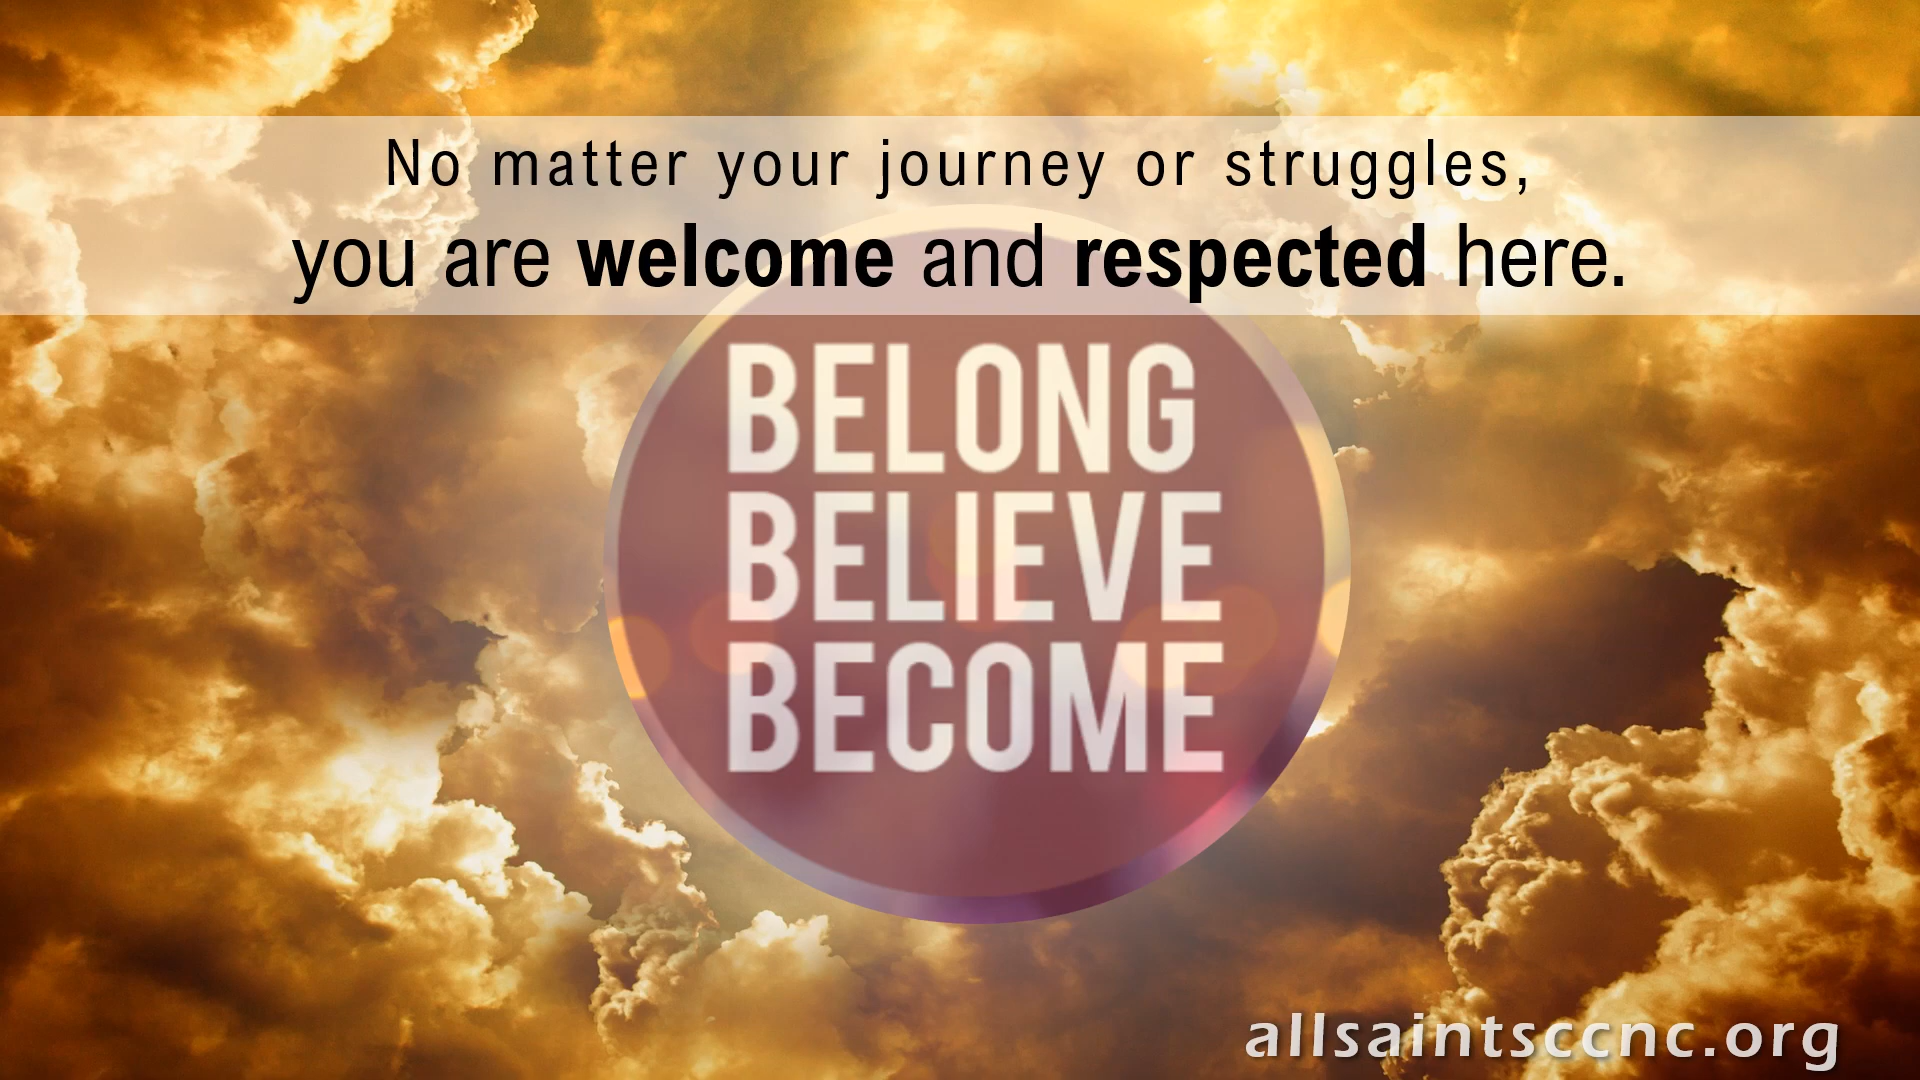 No matter your journey or struggles,
you are welcome and respected here.
BELONG
BELIEVE
BECOME
allsaintsccnc.org